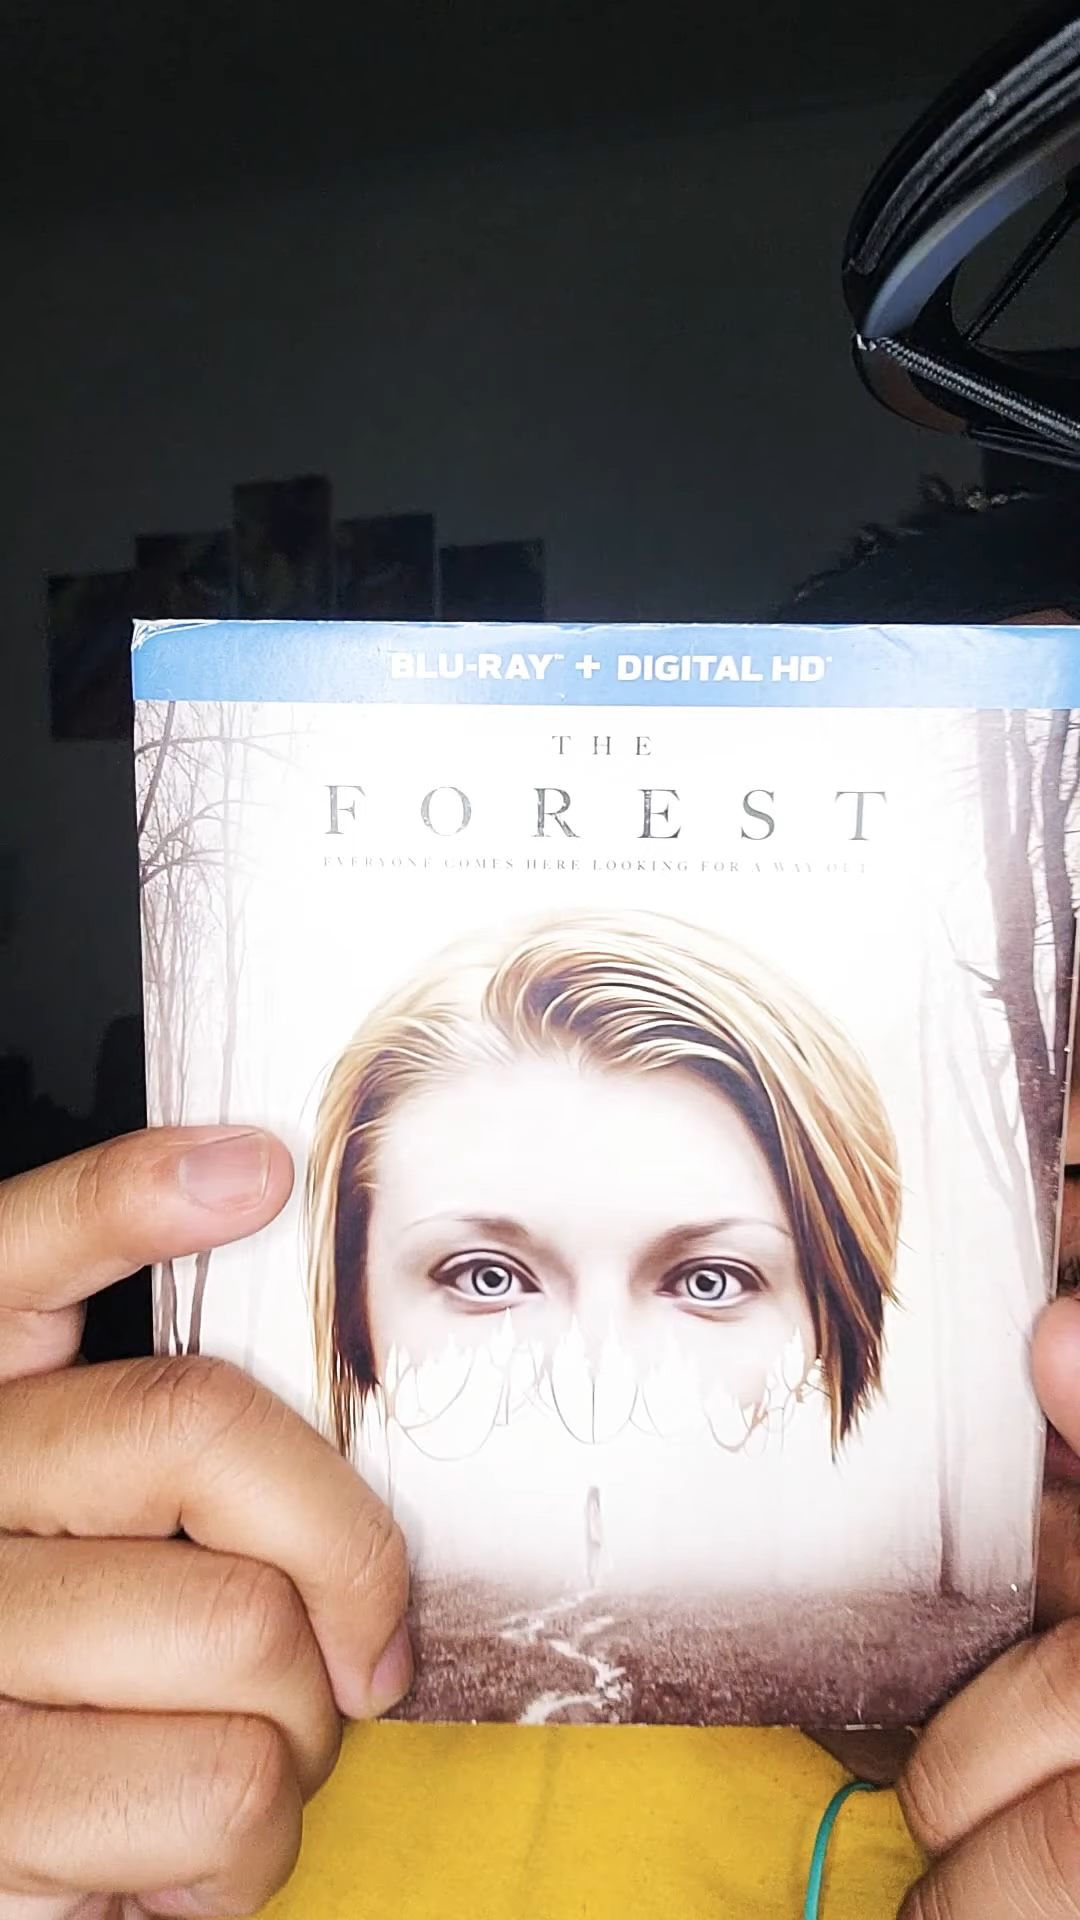 BLU-RAY™ + DIGITAL HD™
THE
FOREST
EVERYONE COMES HERE LOOKING FOR A WAY OUT